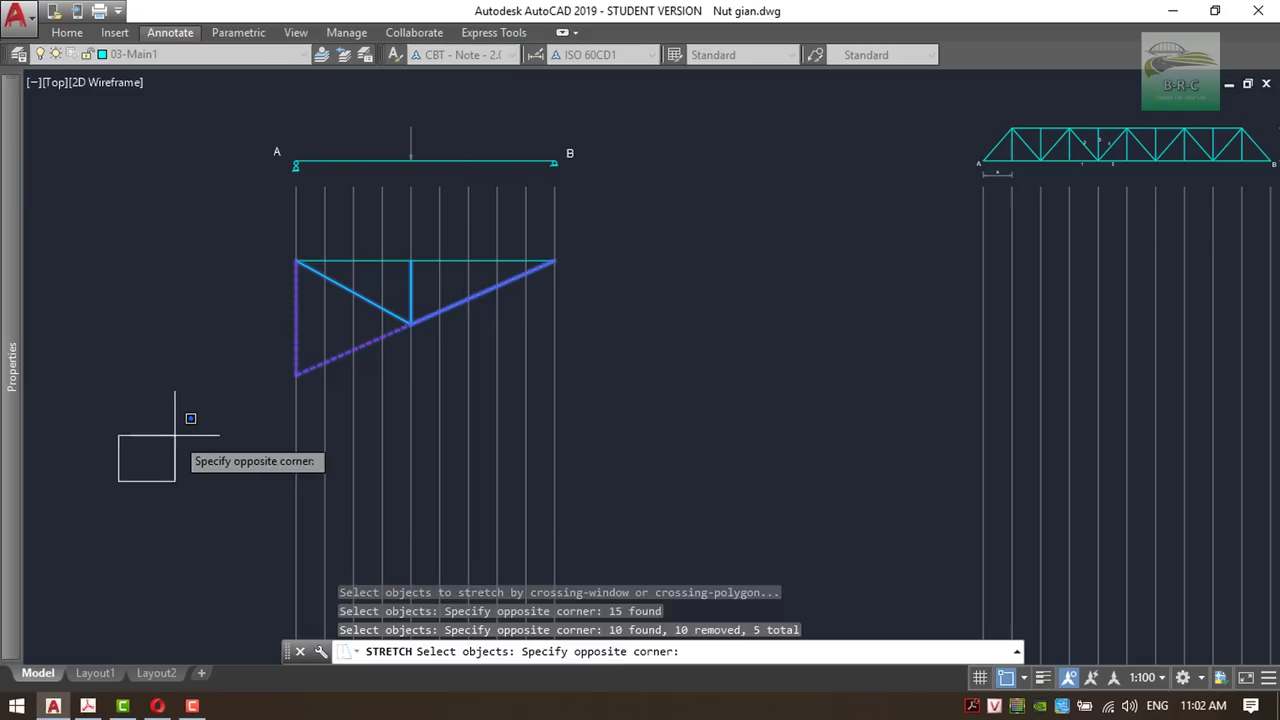 Autodesk AutoCAD 2019 - STUDENT VERSION    Nut gian.dwg
Home Insert Annotate Parametric View Manage Collaborate Express Tools
03-Main1 CBT - Note - 2.( ISO 60CD1 Standard Standard
B-R-C
[−][Top][2D Wireframe]
A B
A B
Properties
Specify opposite corner:
Select objects to stretch by crossing-window or crossing-polygon...
Select objects: Specify opposite corner: 15 found
Select objects: Specify opposite corner: 10 found, 10 removed, 5 total
STRETCH Select objects: Specify opposite corner:
Model Layout1 Layout2 + 1:100
ENG 11:02 AM